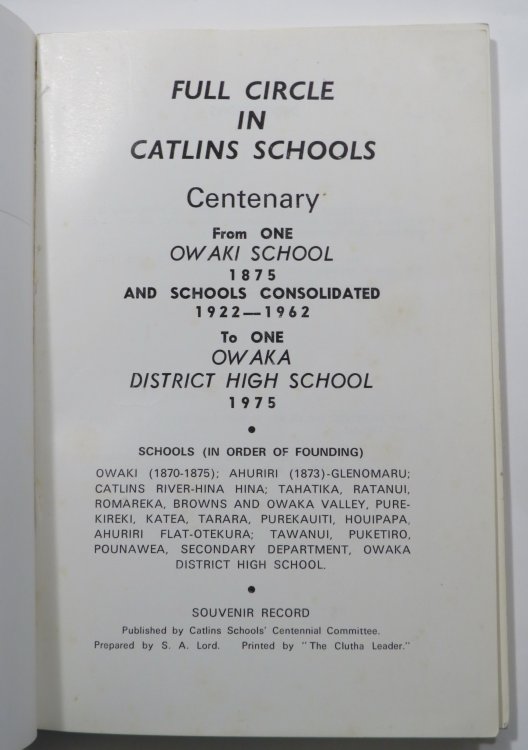 FULL CIRCLE
IN
CATLINS SCHOOLS
Centenary
From ONE
OWAKI SCHOOL
1875
AND SCHOOLS CONSOLIDATED
1922—1962
To ONE
OWAKA
DISTRICT HIGH SCHOOL
1975
•
SCHOOLS (IN ORDER OF FOUNDING)
OWAKI (1870-1875); AHURIRI (1873)-GLENOMARU;
CATLINS RIVER-HINA HINA; TAHATIKA, RATANUI,
ROMAREKA, BROWNS AND OWAKA VALLEY, PURE-
KIREKI, KATEA, TARARA, PUREKAUITI, HOUIPAPA,
AHURIRI FLAT-OTEKURA; TAWANUI, PUKETIRO,
POUNAWEA, SECONDARY DEPARTMENT, OWAKA
DISTRICT HIGH SCHOOL.
•
SOUVENIR RECORD
Published by Catlins Schools' Centennial Committee.
Prepared by S. A. Lord. Printed by "The Clutha Leader."